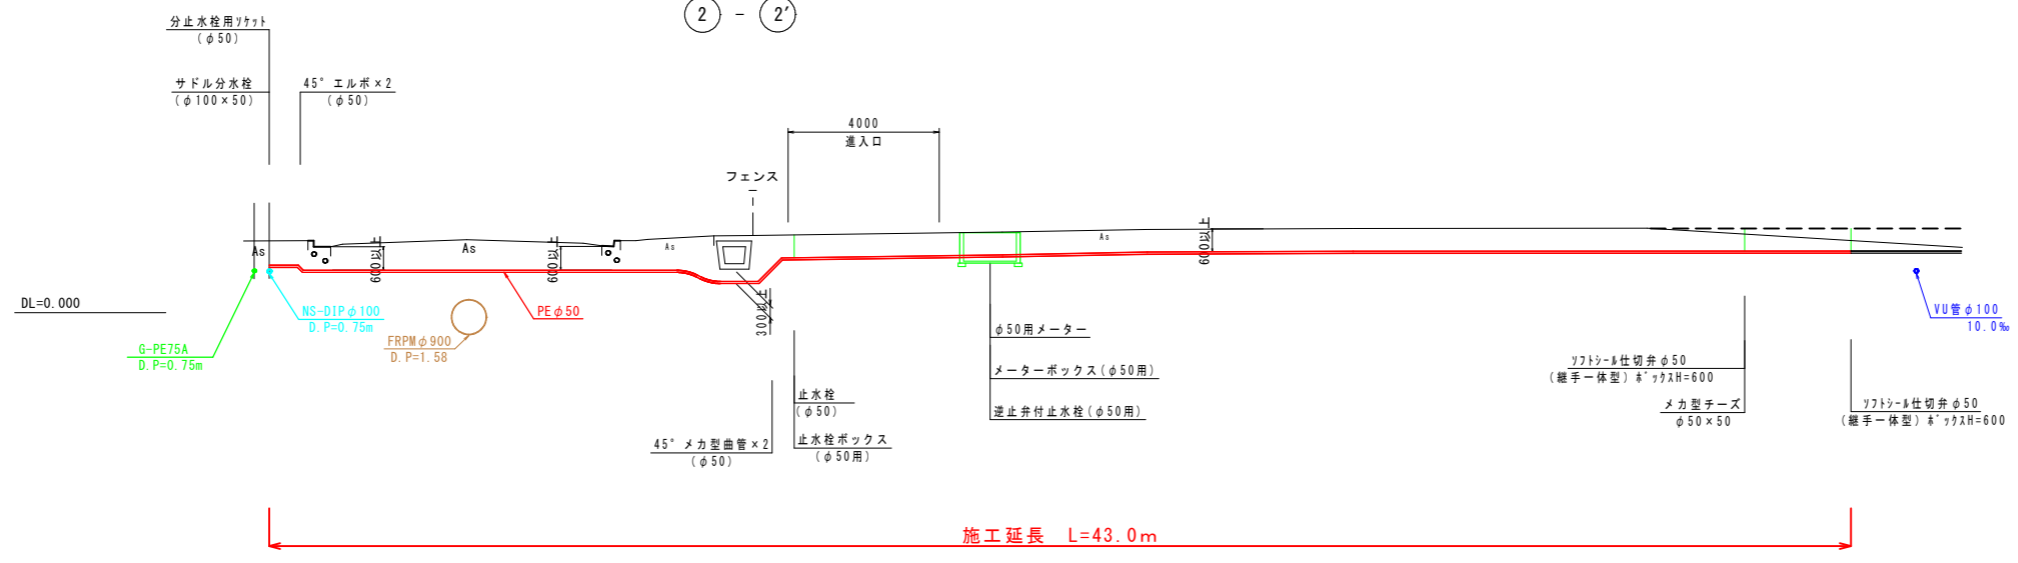 2 - 2'
分止水栓用ソケット
(φ50)
サドル分水栓
(φ100×50)
45°エルボ×2
(φ50)
4000
進入口
フェンス
As
600以上
As
600以上
As
As
600以上
DL=0.000
NS-DIPφ100
D.P=0.75m
G-PE75A
D.P=0.75m
FRPMφ900
D.P=1.58
PEφ50
300以上
VU管φ100
10.0‰
φ50用メーター
メーターボックス(φ50用)
逆止弁付止水栓(φ50用)
止水栓
(φ50)
止水栓ボックス
(φ50用)
45°メカ型曲管×2
(φ50)
ソフトシール仕切弁φ50
(継手一体型)ボックスH=600
メカ型チーズ
φ50×50
ソフトシール仕切弁φ50
(継手一体型)ボックスH=600
施工延長 L=43.0m